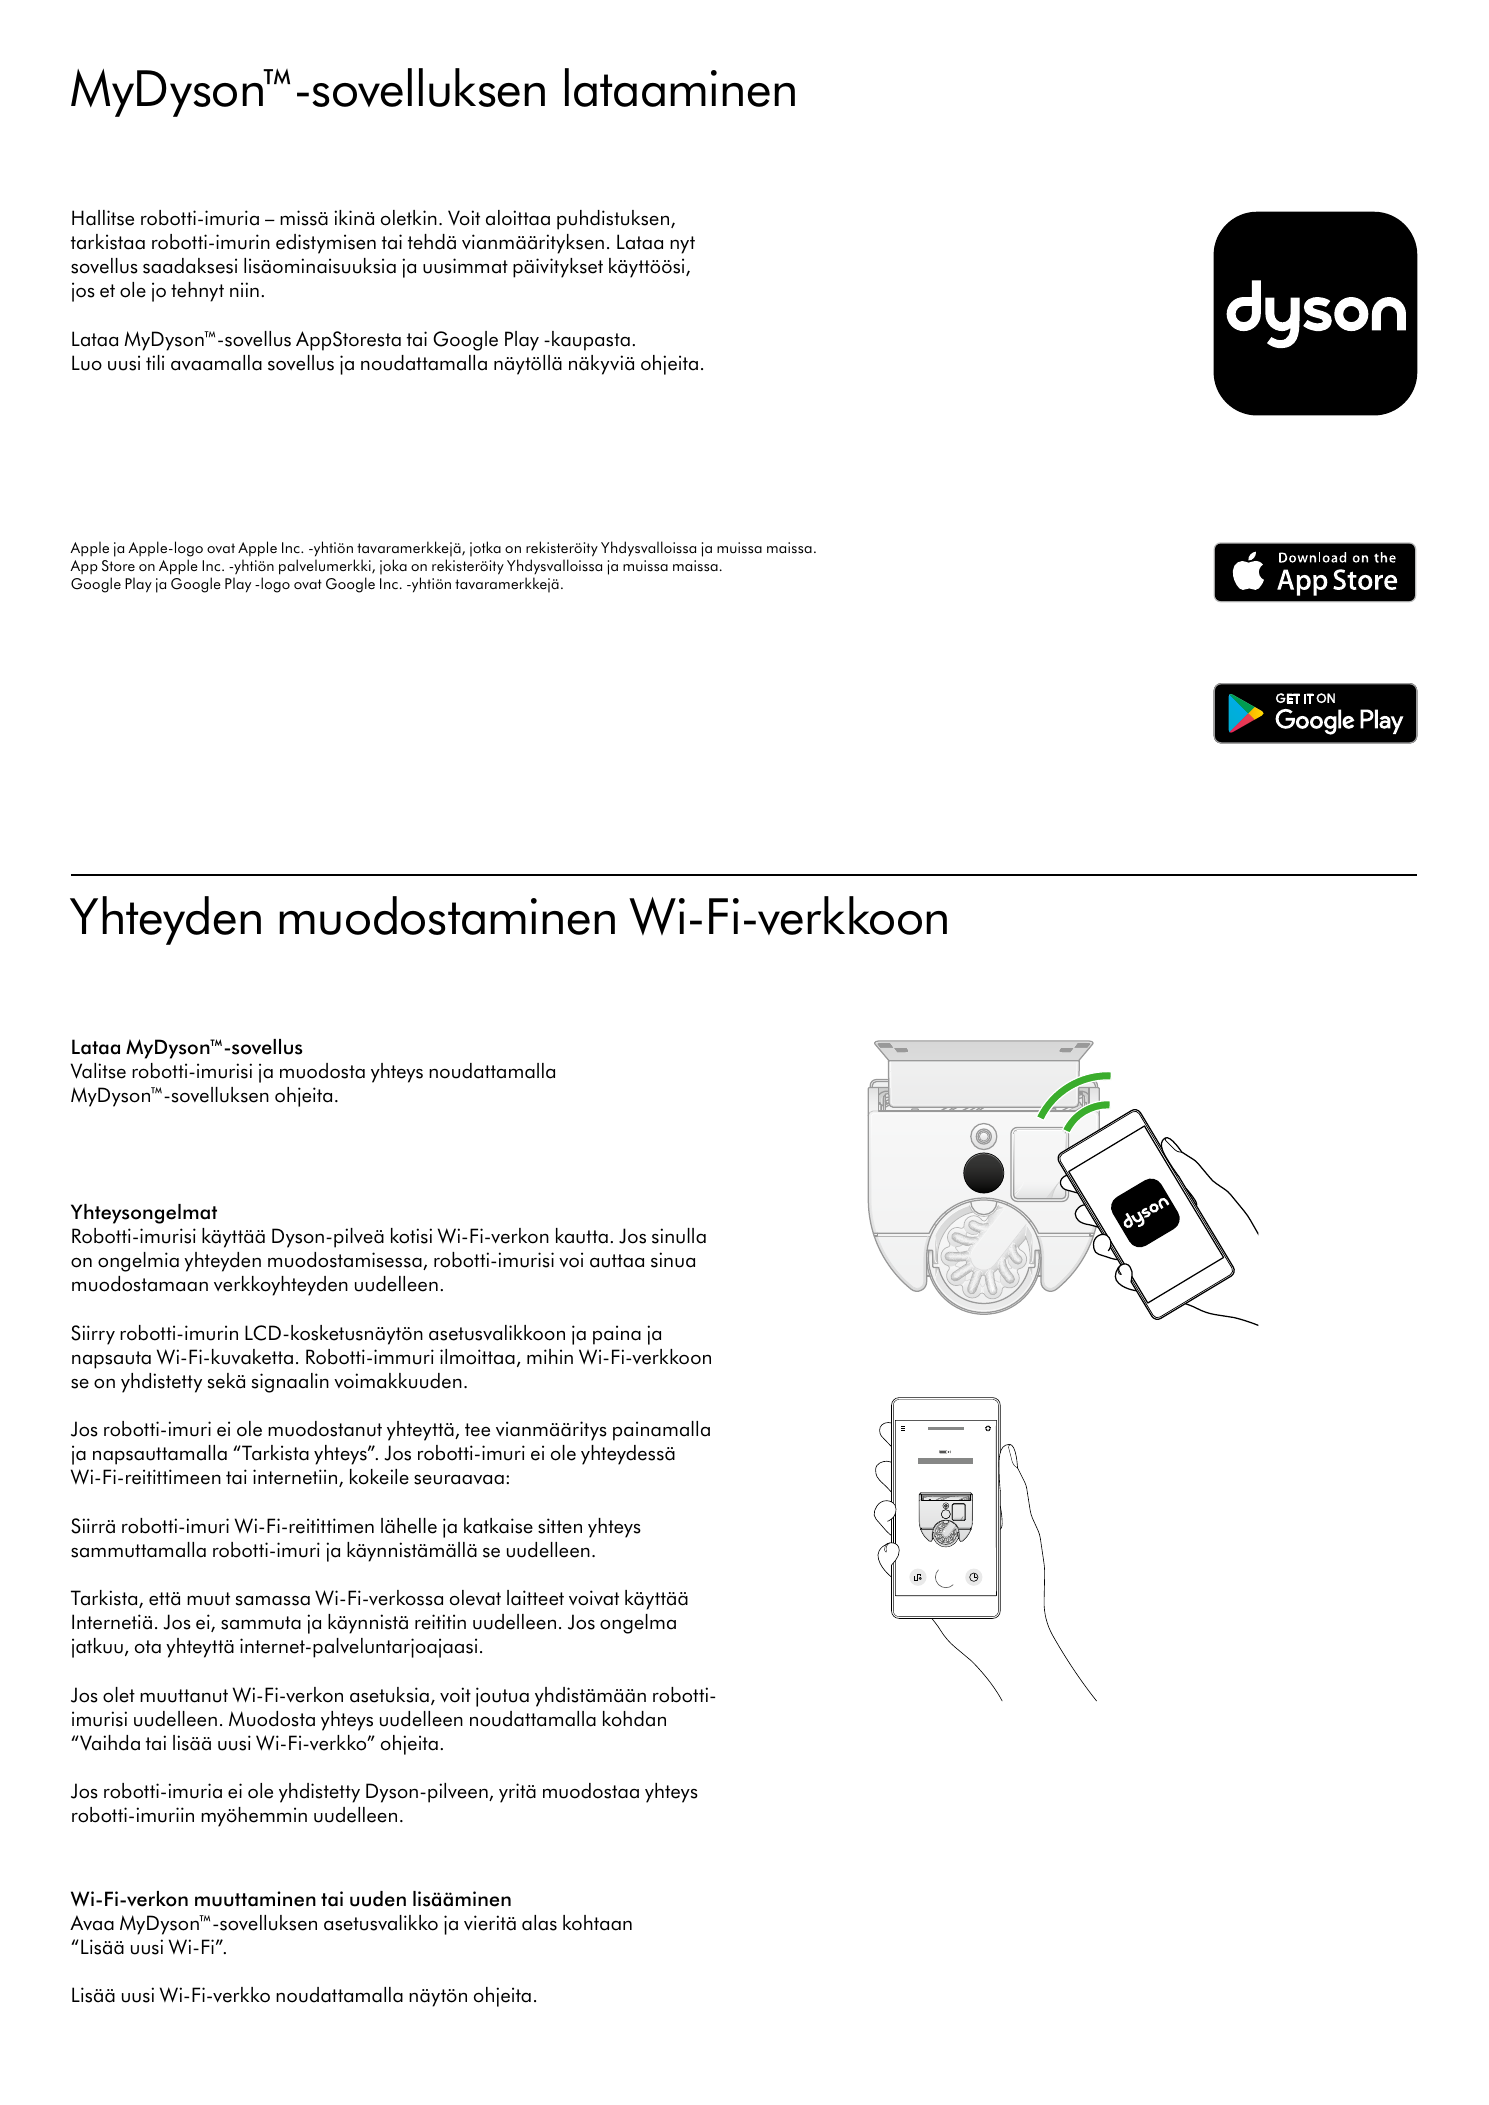 MyDyson™-sovelluksen lataaminen
Hallitse robotti-imuria – missä ikinä oletkin. Voit aloittaa puhdistuksen,
tarkistaa robotti-imurin edistymisen tai tehdä vianmäärityksen. Lataa nyt
sovellus saadaksesi lisäominaisuuksia ja uusimmat päivitykset käyttöösi,
jos et ole jo tehnyt niin.
Lataa MyDyson™-sovellus AppStoresta tai Google Play -kaupasta.
Luo uusi tili avaamalla sovellus ja noudattamalla näytöllä näkyviä ohjeita.
dyson
Apple ja Apple-logo ovat Apple Inc. -yhtiön tavaramerkkejä, jotka on rekisteröity Yhdysvalloissa ja muissa maissa.
App Store on Apple Inc. -yhtiön palvelumerkki, joka on rekisteröity Yhdysvalloissa ja muissa maissa.
Google Play ja Google Play -logo ovat Google Inc. -yhtiön tavaramerkkejä.
Download on the
App Store
GET IT ON
Google Play
Yhteyden muodostaminen Wi-Fi-verkkoon
Lataa MyDyson™-sovellus
Valitse robotti-imurisi ja muodosta yhteys noudattamalla
MyDyson™-sovelluksen ohjeita.
dyson
Yhteysongelmat
Robotti-imurisi käyttää Dyson-pilveä kotisi Wi-Fi-verkon kautta. Jos sinulla
on ongelmia yhteyden muodostamisessa, robotti-imurisi voi auttaa sinua
muodostamaan verkkoyhteyden uudelleen.
Siirry robotti-imurin LCD-kosketusnäytön asetusvalikkoon ja paina ja
napsauta Wi-Fi-kuvaketta. Robotti-immuri ilmoittaa, mihin Wi-Fi-verkkoon
se on yhdistetty sekä signaalin voimakkuuden.
Jos robotti-imuri ei ole muodostanut yhteyttä, tee vianmääritys painamalla
ja napsauttamalla “Tarkista yhteys”. Jos robotti-imuri ei ole yhteydessä
Wi-Fi-reitittimeen tai internetiin, kokeile seuraavaa:
Siirrä robotti-imuri Wi-Fi-reitittimen lähelle ja katkaise sitten yhteys
sammuttamalla robotti-imuri ja käynnistämällä se uudelleen.
Tarkista, että muut samassa Wi-Fi-verkossa olevat laitteet voivat käyttää
Internetiä. Jos ei, sammuta ja käynnistä reititin uudelleen. Jos ongelma
jatkuu, ota yhteyttä internet-palveluntarjoajaasi.
Jos olet muuttanut Wi-Fi-verkon asetuksia, voit joutua yhdistämään robotti-
imurisi uudelleen. Muodosta yhteys uudelleen noudattamalla kohdan
“Vaihda tai lisää uusi Wi-Fi-verkko” ohjeita.
Jos robotti-imuria ei ole yhdistetty Dyson-pilveen, yritä muodostaa yhteys
robotti-imuriin myöhemmin uudelleen.
Wi-Fi-verkon muuttaminen tai uuden lisääminen
Avaa MyDyson™-sovelluksen asetusvalikko ja vieritä alas kohtaan
“Lisää uusi Wi-Fi”.
Lisää uusi Wi-Fi-verkko noudattamalla näytön ohjeita.